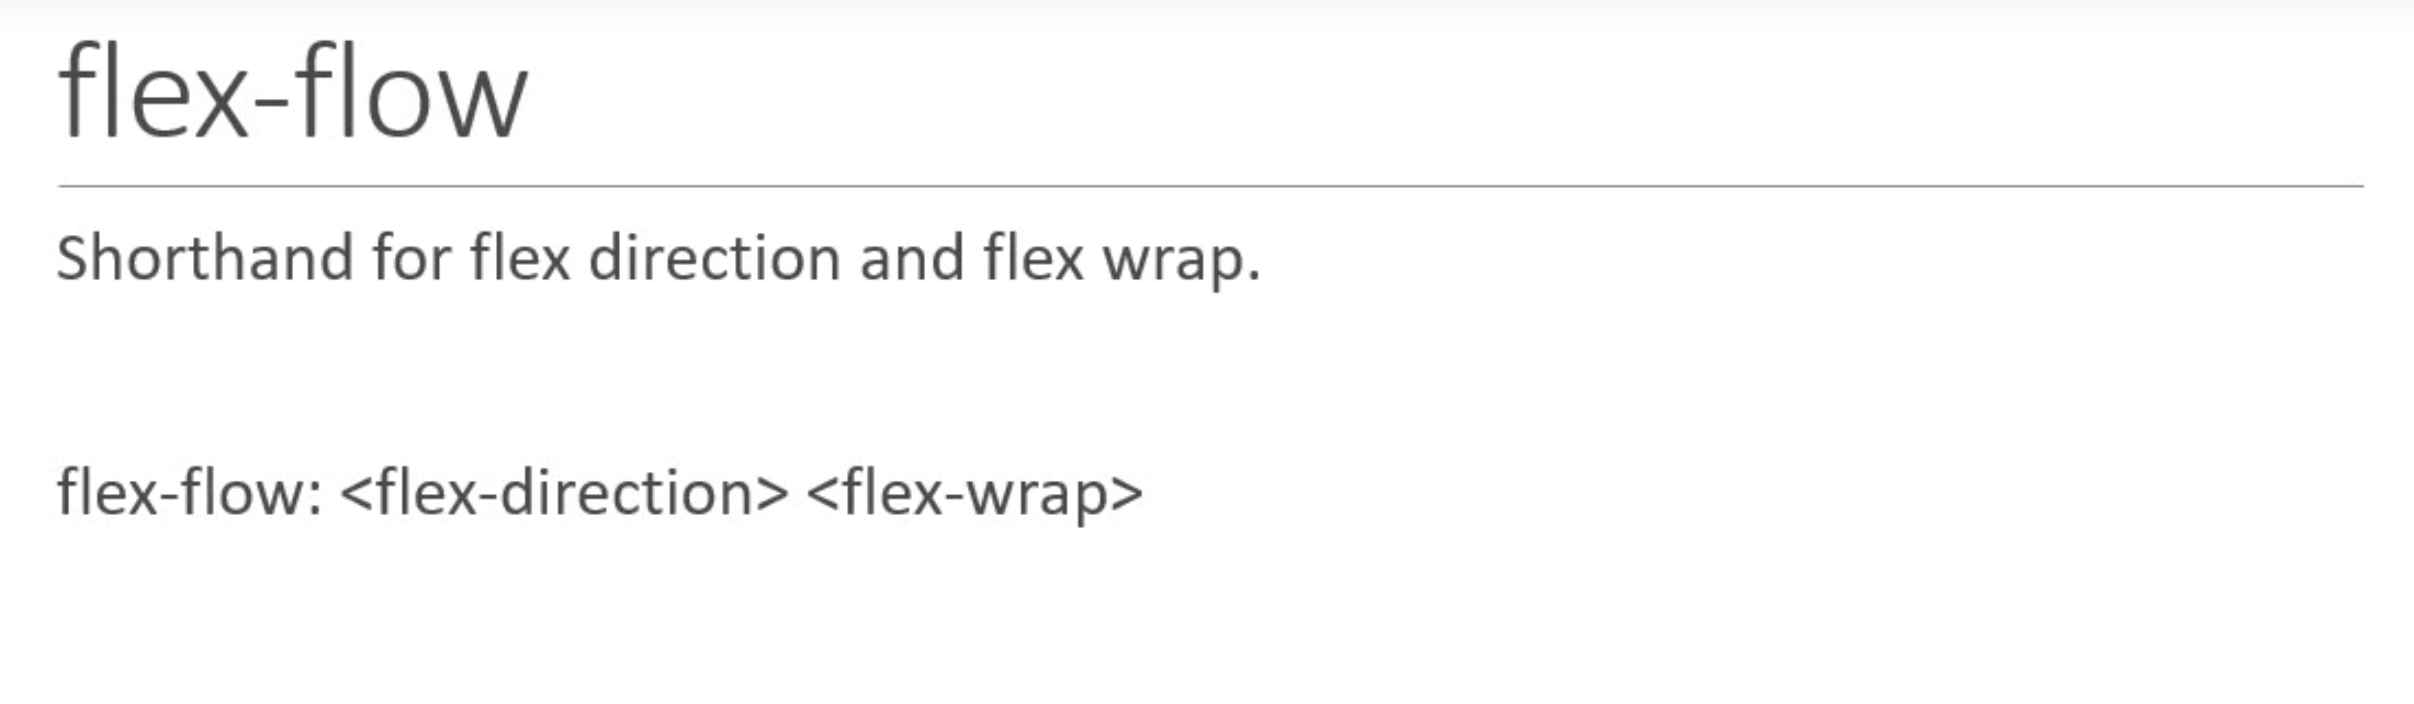 flex-flow
Shorthand for flex direction and flex wrap.
flex-flow: <flex-direction> <flex-wrap>